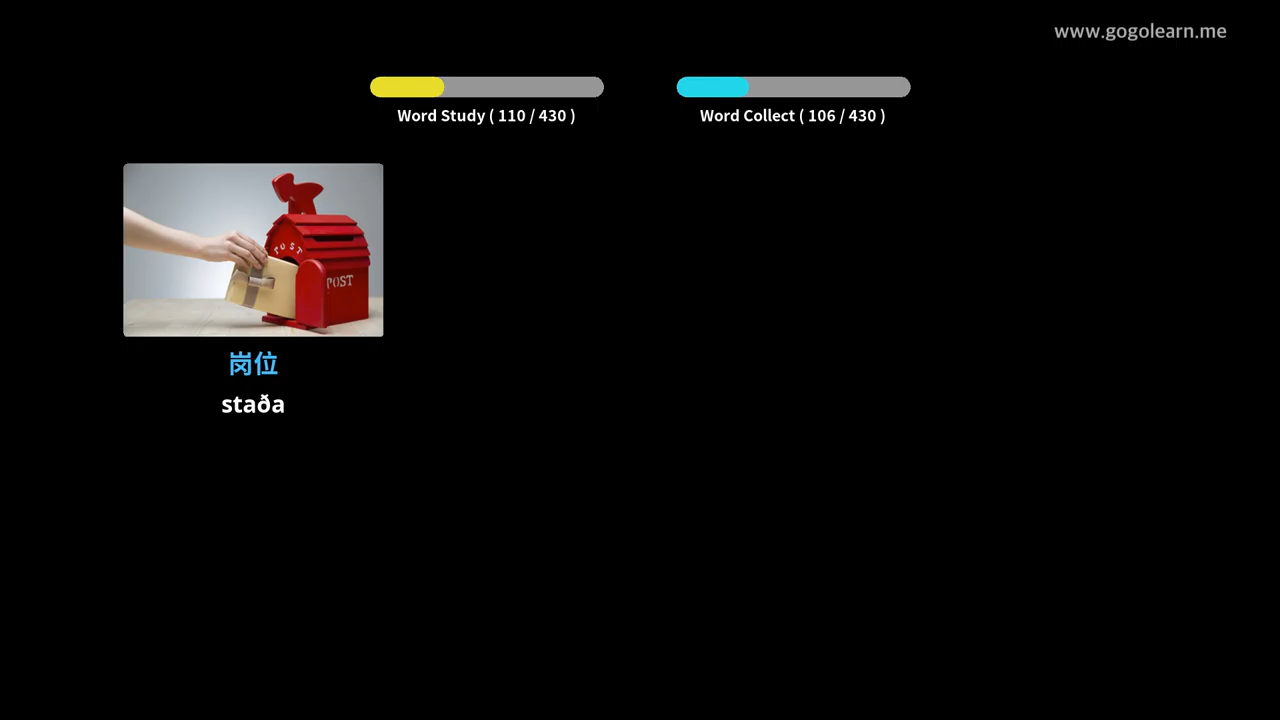 www.gogolearn.me
Word Study ( 110 / 430 )
Word Collect ( 106 / 430 )
POST
POST
岗位
staða